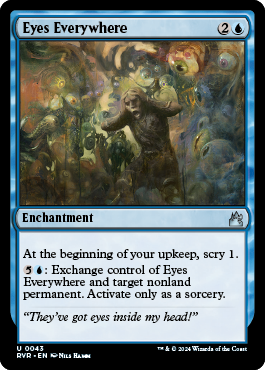 Eyes Everywhere 2
Enchantment
At the beginning of your upkeep, scry 1.
5 : Exchange control of Eyes
Everywhere and target nonland
permanent. Activate only as a sorcery.
“They’ve got eyes inside my head!”
U 0043
RVR • EN Nils Hamm
™ & © 2024 Wizards of the Coast